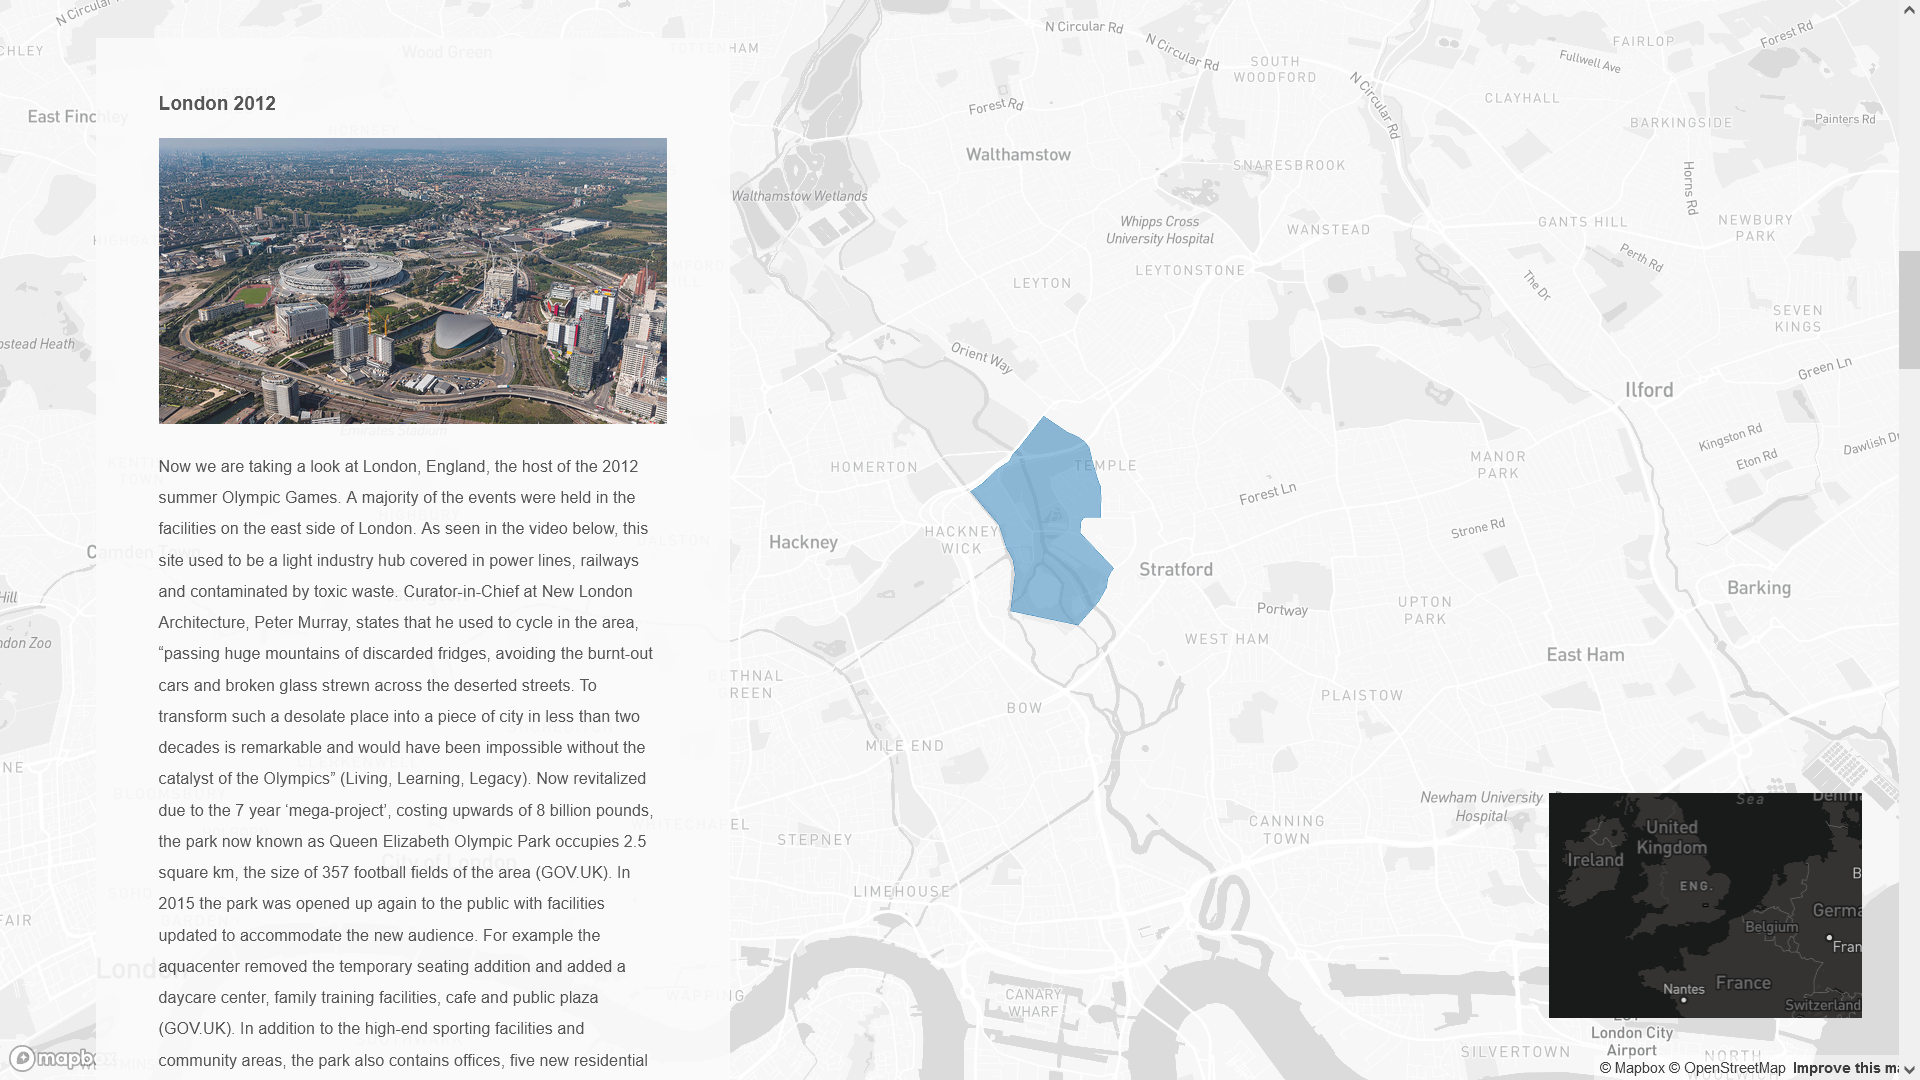 London 2012
Now we are taking a look at London, England, the host of the 2012
summer Olympic Games. A majority of the events were held in the
facilities on the east side of London. As seen in the video below, this
site used to be a light industry hub covered in power lines, railways
and contaminated by toxic waste. Curator-in-Chief at New London
Architecture, Peter Murray, states that he used to cycle in the area,
“passing huge mountains of discarded fridges, avoiding the burnt-out
cars and broken glass strewn across the deserted streets. To
transform such a desolate place into a piece of city in less than two
decades is remarkable and would have been impossible without the
catalyst of the Olympics” (Living, Learning, Legacy). Now revitalized
due to the 7 year ‘mega-project’, costing upwards of 8 billion pounds,
the park now known as Queen Elizabeth Olympic Park occupies 2.5
square km, the size of 357 football fields of the area (GOV.UK). In
2015 the park was opened up again to the public with facilities
updated to accommodate the new audience. For example the
aquacenter removed the temporary seating addition and added a
daycare center, family training facilities, cafe and public plaza
(GOV.UK). In addition to the high-end sporting facilities and
community areas, the park also contains offices, five new residential
N Circular
Wood Green
East Finchley
Camden Town
Emirates Stadium
City of London
London
mapbox
N Circular Rd
N Circular Rd
N Circular Rd
Forest Rd
Walthamstow
Walthamstow Wetlands
SOUTH
WOODFORD
FAIRLOP
Forest Rd
Fullwell Ave
CLAYHALL
BARKINGSIDE
Painters Rd
SNARESBROOK
Horns Rd
Whipps Cross
University Hospital
WANSTEAD
GANTS HILL
NEWBURY
PARK
Perth Rd
LEYTON
LEYTONSTONE
The Dr
SEVEN
KINGS
Orient Way
Green Ln
Ilford
Kingston Rd
Dawlish Dr
Eton Rd
HOMERTON
TEMPLE
MANOR
PARK
Forest Ln
Strone Rd
Hackney
HACKNEY
WICK
Stratford
Barking
Portway
UPTON
PARK
WEST HAM
East Ham
PLAISTOW
BOW
MILE END
Newham University
Hospital
STEPNEY
CANNING
TOWN
LIMEHOUSE
CANARY
WHARF
SILVERTOWN
London City
Airport
NORTH
Sea
United
Kingdom
Ireland
ENG.
Belgium
Nantes
France
Switzerland
© Mapbox © OpenStreetMap Improve this ma